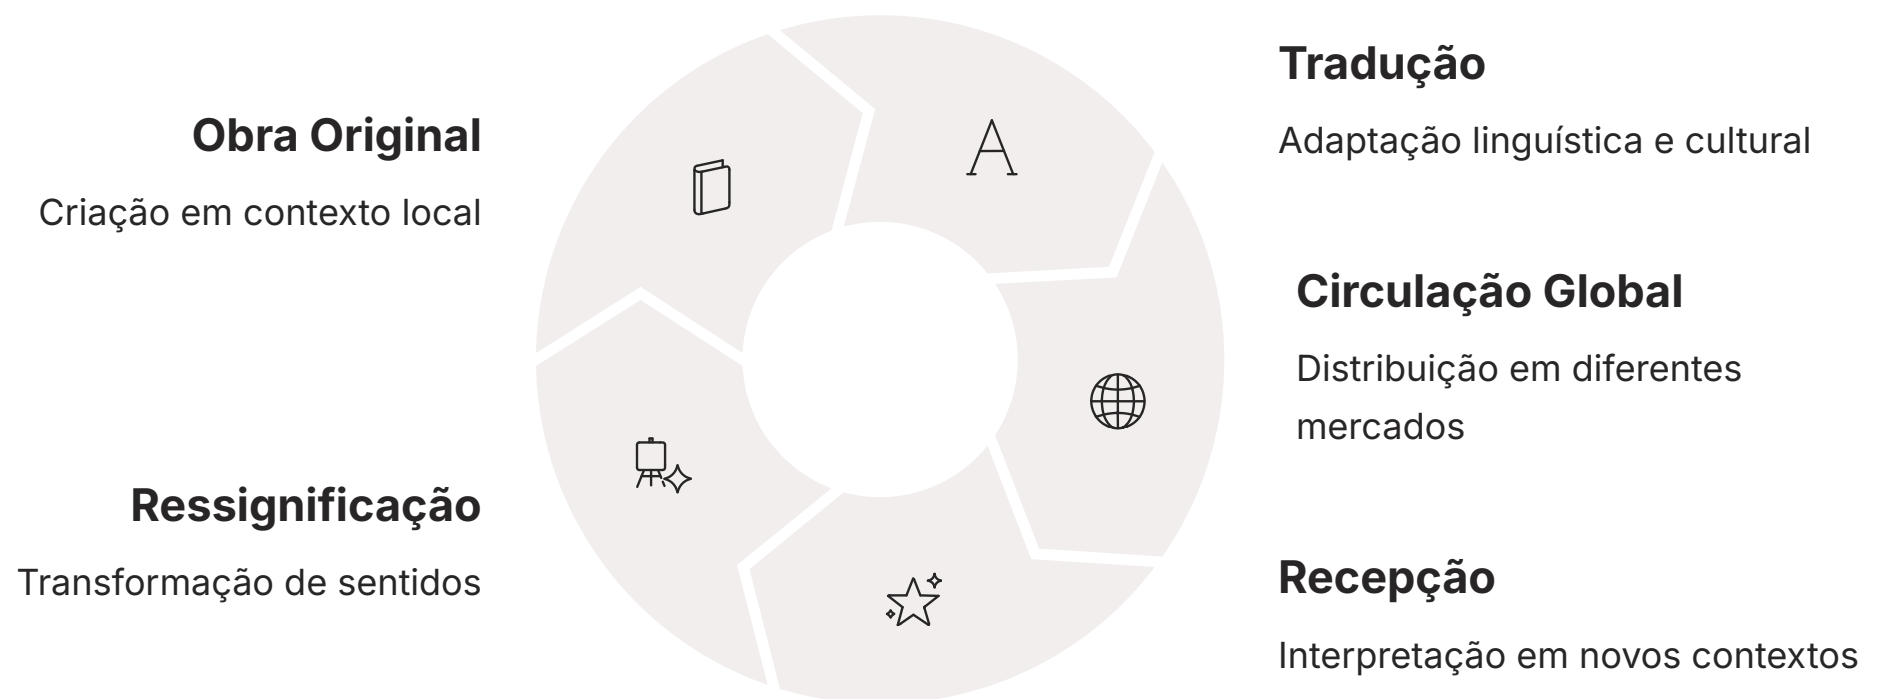 Obra Original
Criação em contexto local
Tradução
Adaptação linguística e cultural
Circulação Global
Distribuição em diferentes
mercados
Recepção
Interpretação em novos contextos
Ressignificação
Transformação de sentidos